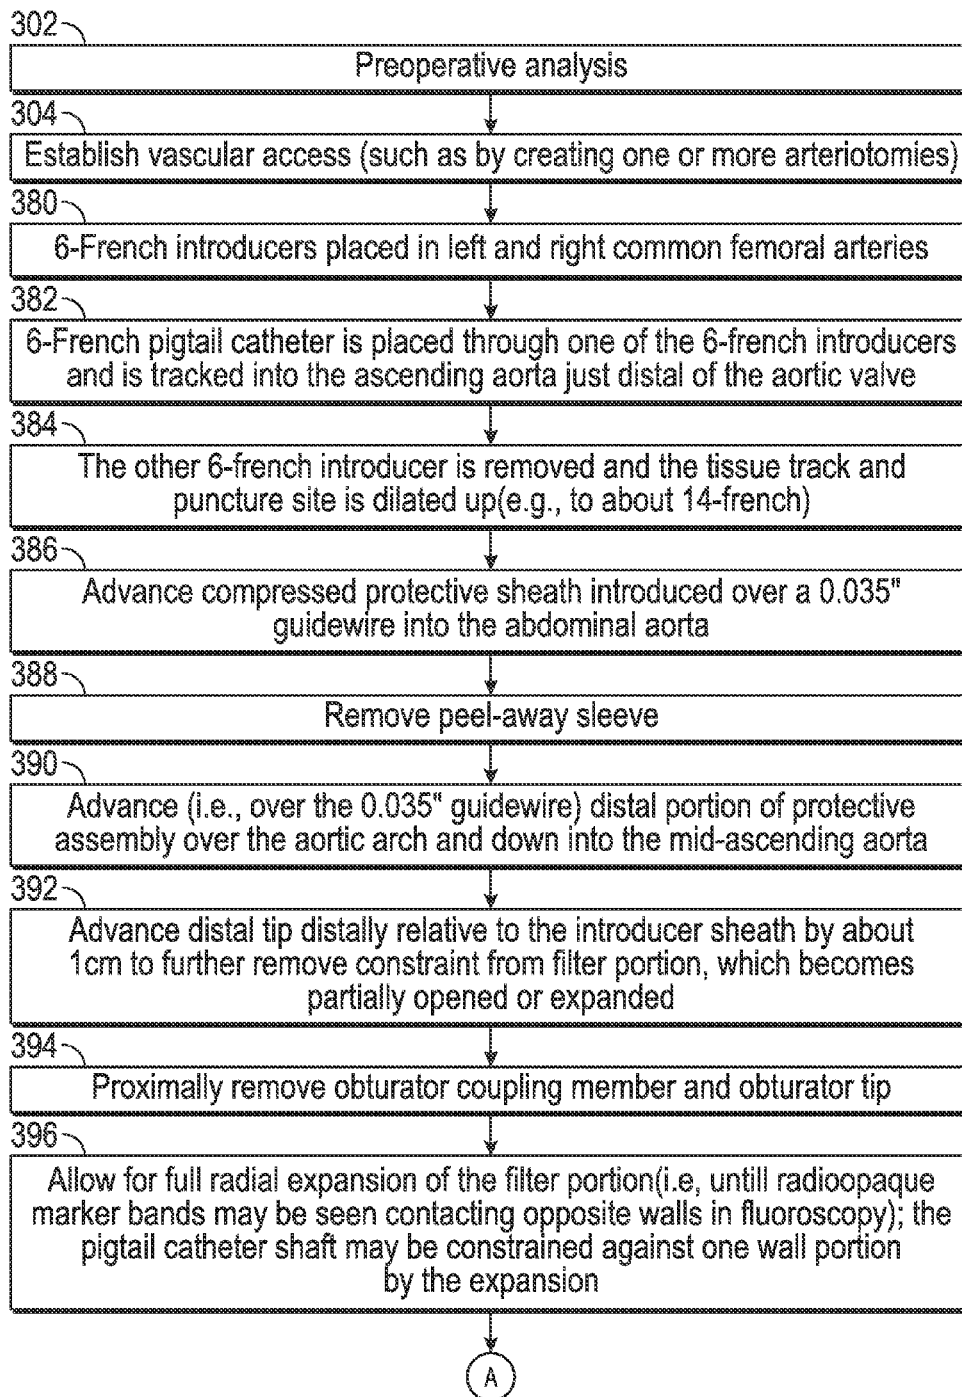 302
Preoperative analysis
304
Establish vascular access (such as by creating one or more arteriotomies)
380
6-French introducers placed in left and right common femoral arteries
382
6-French pigtail catheter is placed through one of the 6-french introducers
and is tracked into the ascending aorta just distal of the aortic valve
384
The other 6-french introducer is removed and the tissue track and
puncture site is dilated up(e.g., to about 14-french)
386
Advance compressed protective sheath introduced over a 0.035"
guidewire into the abdominal aorta
388
Remove peel-away sleeve
390
Advance (i.e., over the 0.035" guidewire) distal portion of protective
assembly over the aortic arch and down into the mid-ascending aorta
392
Advance distal tip distally relative to the introducer sheath by about
1cm to further remove constraint from filter portion, which becomes
partially opened or expanded
394
Proximally remove obturator coupling member and obturator tip
396
Allow for full radial expansion of the filter portion(i.e, untill radioopaque
marker bands may be seen contacting opposite walls in fluoroscopy); the
pigtail catheter shaft may be constrained against one wall portion
by the expansion
A